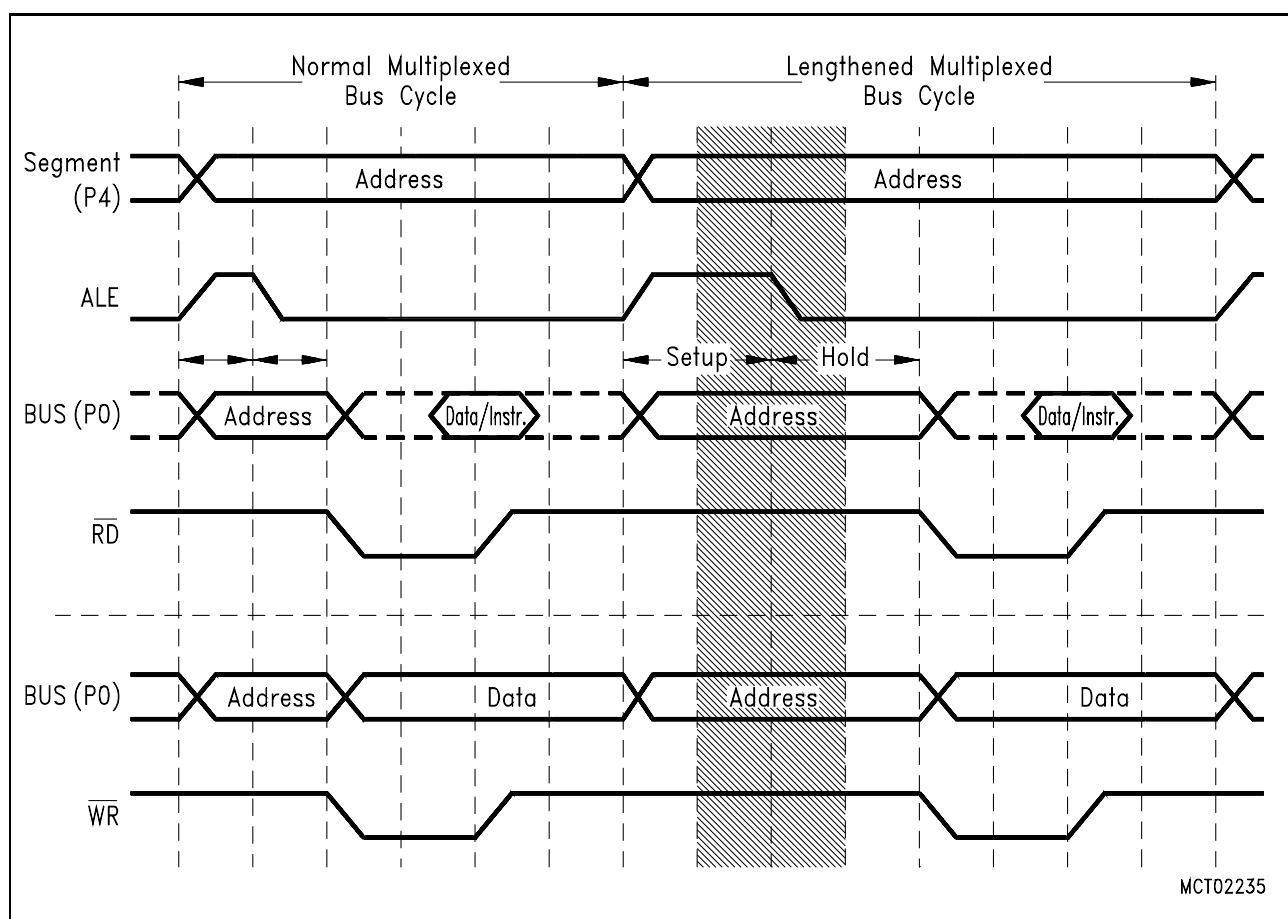 Normal Multiplexed
Bus Cycle
Lengthened Multiplexed
Bus Cycle
Segment
(P4)
Address
Address
ALE
Setup
Hold
BUS (P0)
Address
Data/Instr.
Address
Data/Instr.
RD
BUS (P0)
Address
Data
Address
Data
WR
MCT02235